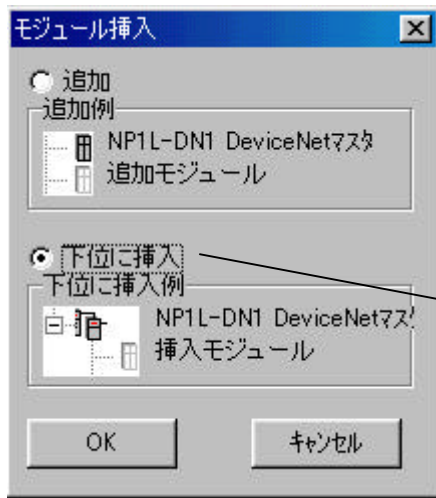 モジュール挿入
追加
追加例
NP1L-DN1 DeviceNetマスタ
追加モジュール
下位に挿入
下位に挿入例
NP1L-DN1 DeviceNetマス
挿入モジュール
OK
キャンセル